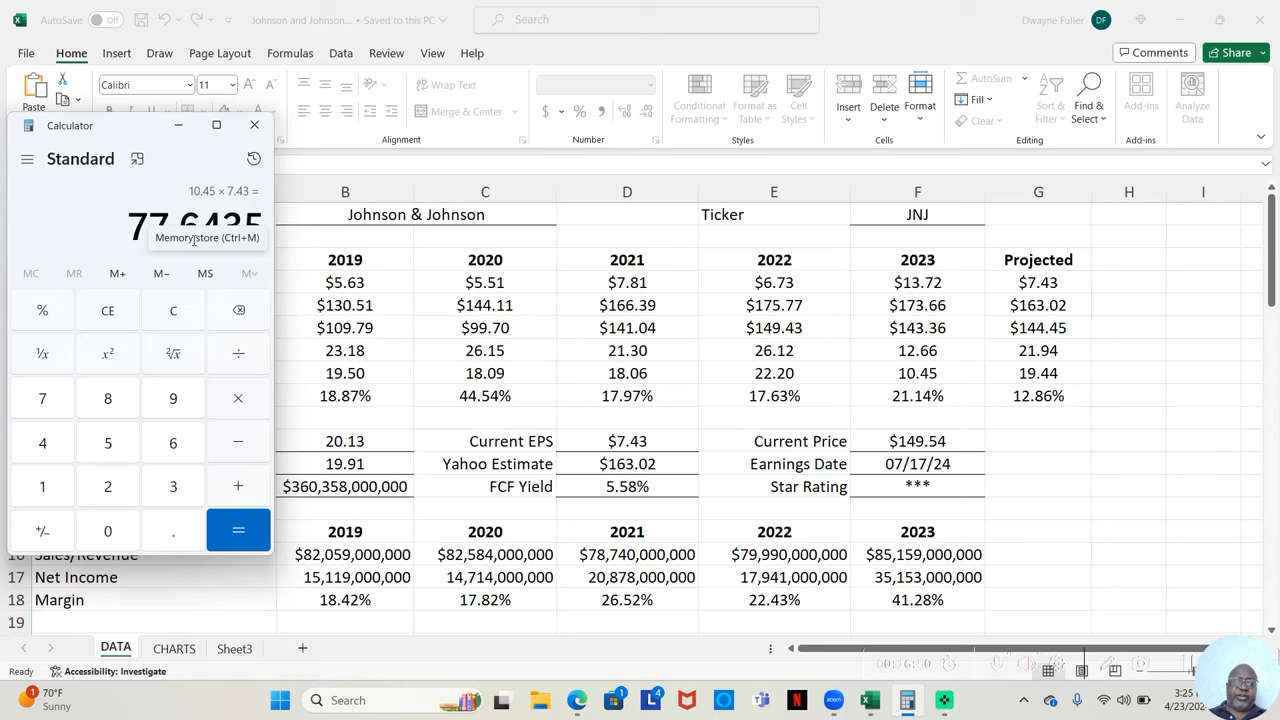 AutoSave Off Johnson and Johnson... • Saved to this PC Search Dwayne Fuller DF
File Home Insert Draw Page Layout Formulas Data Review View Help Comments Share
Paste Calibri 11 Wrap Text Merge & Center Conditional Formatting Format as Table Cell Styles Insert Delete Format AutoSum Fill Clear Sort & Filter Find & Select Add-ins Analyze Data
Alignment Number Styles Cells Editing Add-ins
Calculator
Standard
10.45 × 7.43 =
77.6435
Memory store (Ctrl+M)
MC MR M+ M− MS M
% CE C
¹/x x² ²√x ÷
7 8 9 ×
4 5 6 −
1 2 3 +
+/− 0 . =
B C D E F G H I
Johnson & Johnson Ticker JNJ
2019 2020 2021 2022 2023 Projected
$5.63 $5.51 $7.81 $6.73 $13.72 $7.43
$130.51 $144.11 $166.39 $175.77 $173.66 $163.02
$109.79 $99.70 $141.04 $149.43 $143.36 $144.45
23.18 26.15 21.30 26.12 12.66 21.94
19.50 18.09 18.06 22.20 10.45 19.44
18.87% 44.54% 17.97% 17.63% 21.14% 12.86%
20.13 Current EPS $7.43 Current Price $149.54
19.91 Yahoo Estimate $163.02 Earnings Date 07/17/24
$360,358,000,000 FCF Yield 5.58% Star Rating ***
2019 2020 2021 2022 2023
16 Sales/Revenue $82,059,000,000 $82,584,000,000 $78,740,000,000 $79,990,000,000 $85,159,000,000
17 Net Income 15,119,000,000 14,714,000,000 20,878,000,000 17,941,000,000 35,153,000,000
18 Margin 18.42% 17.82% 26.52% 22.43% 41.28%
19
DATA CHARTS Sheet3
Ready Accessibility: Investigate 00:16:50
70°F
Sunny
Search
3:25
4/23/2